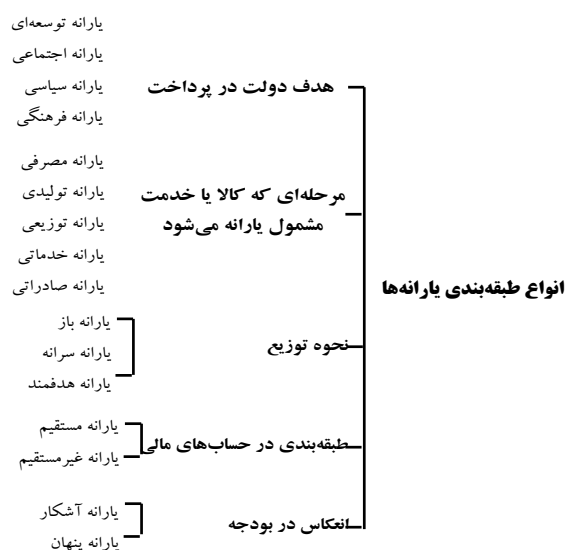 انواع طبقه‌بندی یارانه‌ها
هدف دولت در پرداخت
یارانه توسعه‌ای
یارانه اجتماعی
یارانه سیاسی
یارانه فرهنگی
مرحله‌ای که کالا یا خدمت
مشمول یارانه می‌شود
یارانه مصرفی
یارانه تولیدی
یارانه توزیعی
یارانه خدماتی
یارانه صادراتی
نحوه توزیع
یارانه باز
یارانه سرانه
یارانه هدفمند
طبقه‌بندی در حساب‌های مالی
یارانه مستقیم
یارانه غیرمستقیم
انعکاس در بودجه
یارانه آشکار
یارانه پنهان